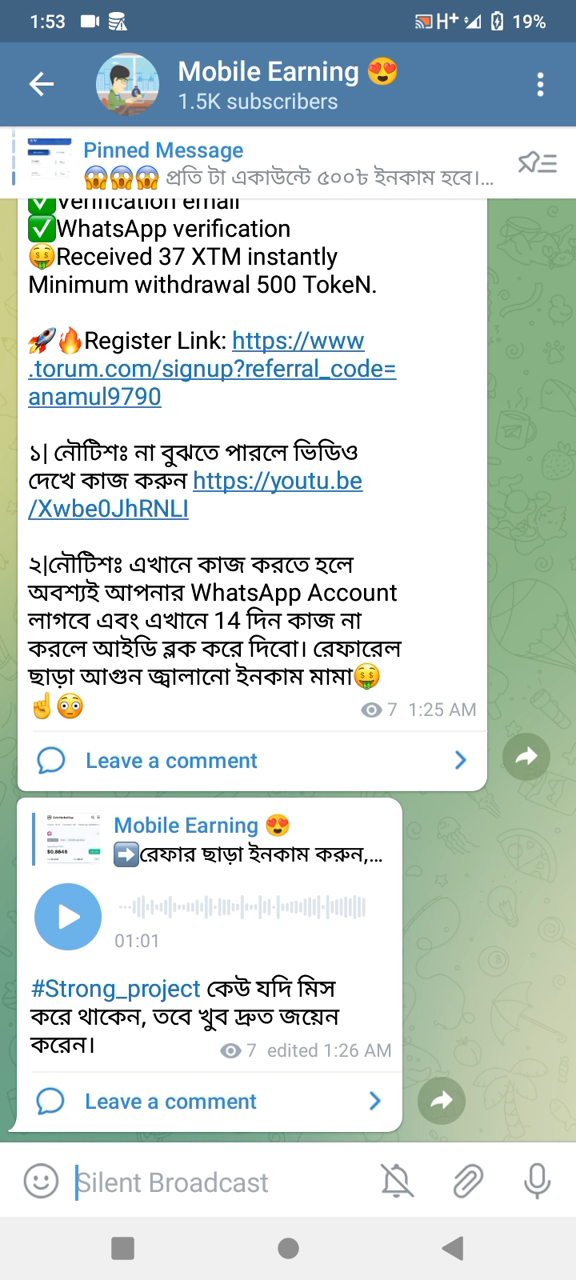 1:53
H+
19%
Mobile Earning 😍
1.5K subscribers
Pinned Message
😱😱😱 প্রতি টা একাউন্টে ৫০০৳ ইনকাম হবে।...
✅Verification email
✅WhatsApp verification
🤑Received 37 XTM instantly
Minimum withdrawal 500 TokeN.
🚀🔥Register Link: https://www
.torum.com/signup?referral_code=
anamul9790
১| নৌটিশঃ না বুঝতে পারলে ভিডিও
দেখে কাজ করুন https://youtu.be
/Xwbe0JhRNLI
২|নৌটিশঃ এখানে কাজ করতে হলে
অবশ্যই আপনার WhatsApp Account
লাগবে এবং এখানে 14 দিন কাজ না
করলে আইডি ব্লক করে দিবো। রেফারেল
ছাড়া আগুন জ্বালানো ইনকাম মামা🤑
☝️😳
7 1:25 AM
Leave a comment
Mobile Earning 😍
➡️রেফার ছাড়া ইনকাম করুন,...
01:01
#Strong_project কেউ যদি মিস
করে থাকেন, তবে খুব দ্রুত জয়েন
করেন।
7 edited 1:26 AM
Leave a comment
Silent Broadcast